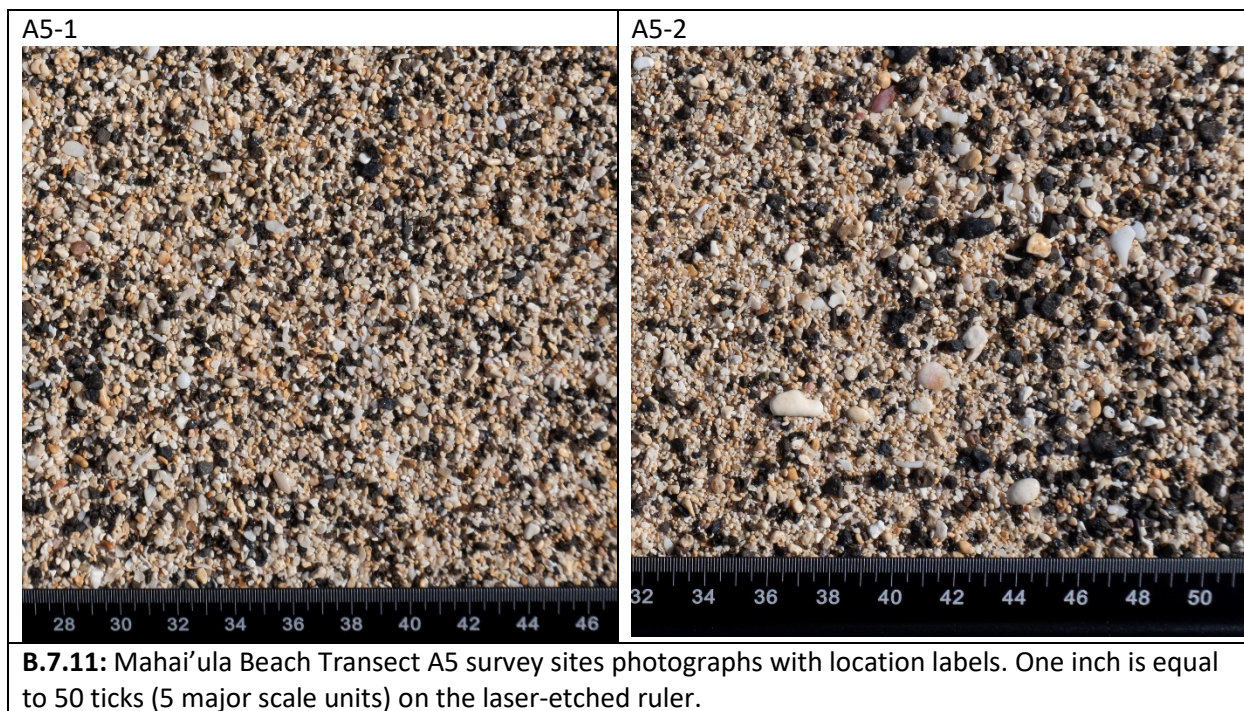 A5-1
A5-2
28 30 32 34 36 38 40 42 44 46
32 34 36 38 40 42 44 46 48 50
B.7.11: Mahai’ula Beach Transect A5 survey sites photographs with location labels. One inch is equal
to 50 ticks (5 major scale units) on the laser-etched ruler.